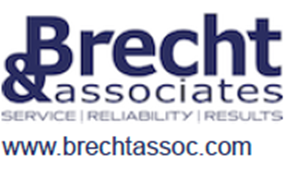 Brecht
& associates
SERVICE | RELIABILITY | RESULTS
www.brechtassoc.com